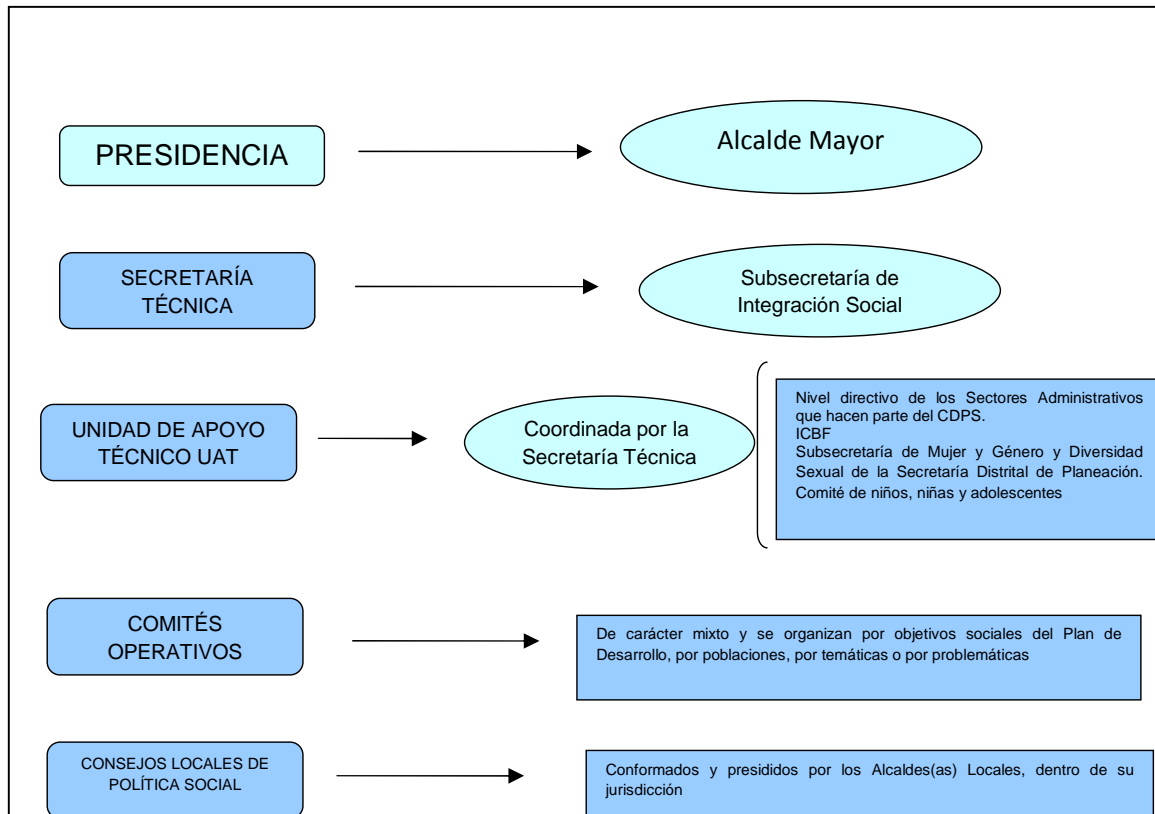 PRESIDENCIA
Alcalde Mayor
SECRETARÍA
TÉCNICA
Subsecretaría de
Integración Social
UNIDAD DE APOYO
TÉCNICO UAT
Coordinada por la
Secretaría Técnica
Nivel directivo de los Sectores Administrativos
que hacen parte del CDPS.
ICBF
Subsecretaría de Mujer y Género y Diversidad
Sexual de la Secretaría Distrital de Planeación.
Comité de niños, niñas y adolescentes
COMITÉS
OPERATIVOS
De carácter mixto y se organizan por objetivos sociales del Plan de
Desarrollo, por poblaciones, por temáticas o por problemáticas
CONSEJOS LOCALES DE
POLÍTICA SOCIAL
Conformados y presididos por los Alcaldes(as) Locales, dentro de su
jurisdicción